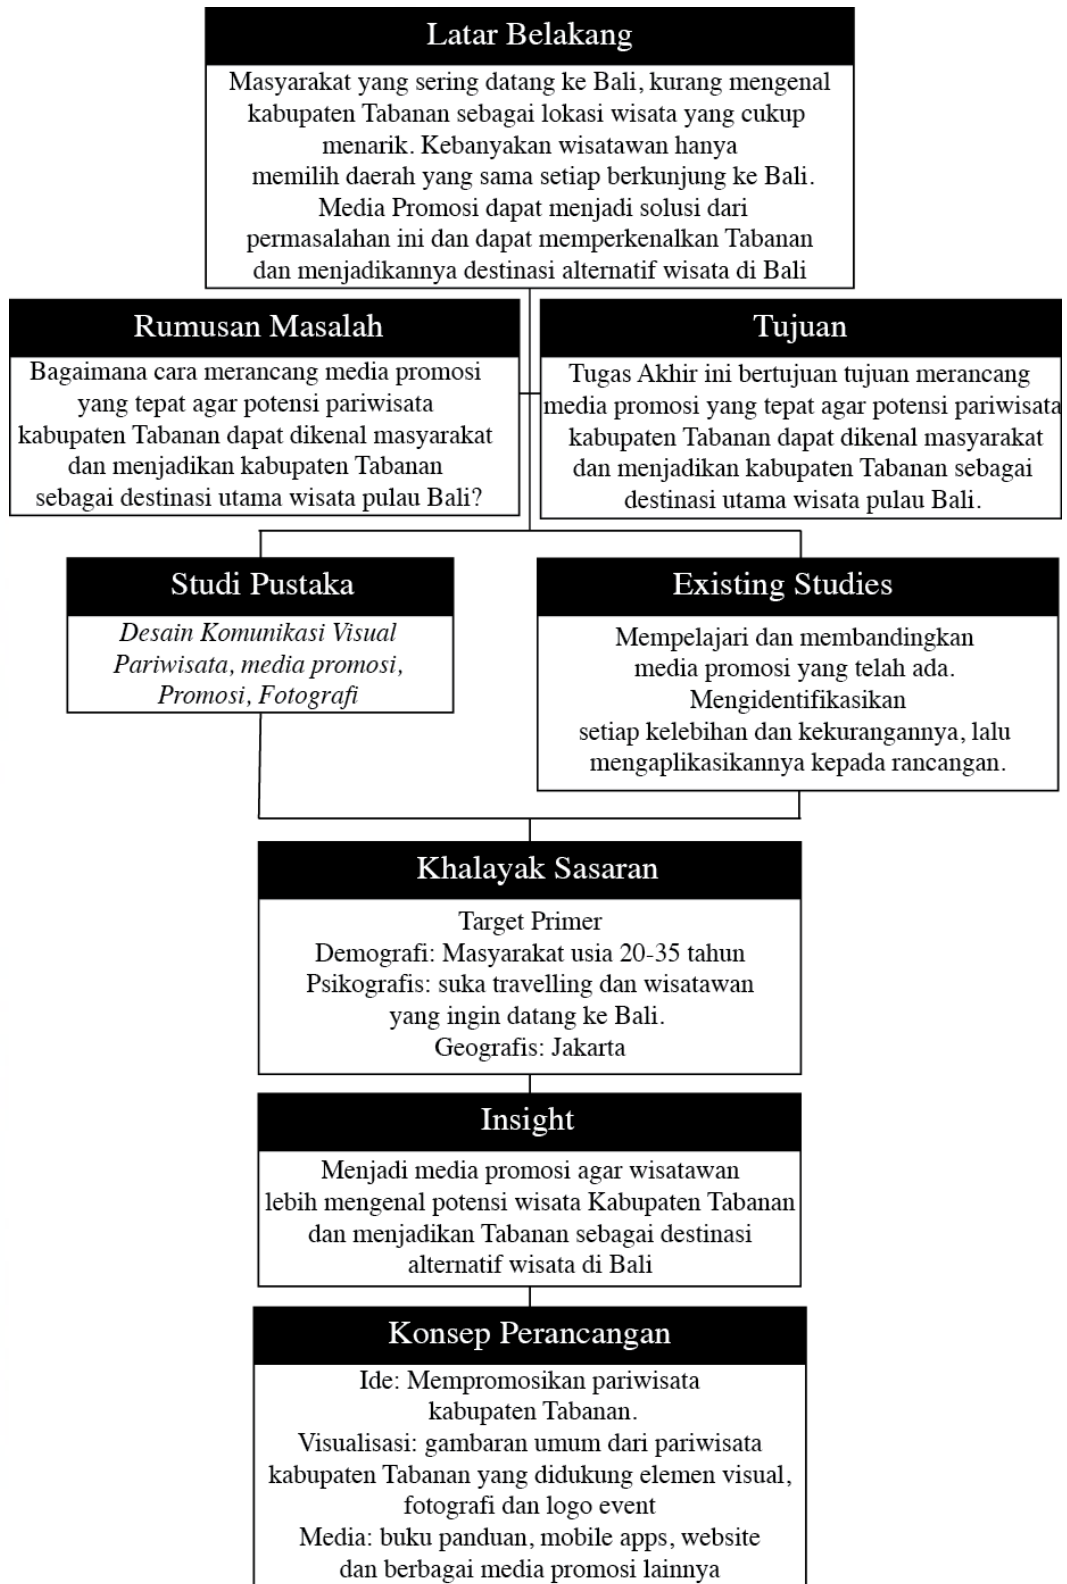 Latar Belakang
Masyarakat yang sering datang ke Bali, kurang mengenal
kabupaten Tabanan sebagai lokasi wisata yang cukup
menarik. Kebanyakan wisatawan hanya
memilih daerah yang sama setiap berkunjung ke Bali.
Media Promosi dapat menjadi solusi dari
permasalahan ini dan dapat memperkenalkan Tabanan
dan menjadikannya destinasi alternatif wisata di Bali
Rumusan Masalah
Bagaimana cara merancang media promosi
yang tepat agar potensi pariwisata
kabupaten Tabanan dapat dikenal masyarakat
dan menjadikan kabupaten Tabanan
sebagai destinasi utama wisata pulau Bali?
Tujuan
Tugas Akhir ini bertujuan tujuan merancang
media promosi yang tepat agar potensi pariwisata
kabupaten Tabanan dapat dikenal masyarakat
dan menjadikan kabupaten Tabanan sebagai
destinasi utama wisata pulau Bali.
Studi Pustaka
Desain Komunikasi Visual
Pariwisata, media promosi,
Promosi, Fotografi
Existing Studies
Mempelajari dan membandingkan
media promosi yang telah ada.
Mengidentifikasikan
setiap kelebihan dan kekurangannya, lalu
mengaplikasikannya kepada rancangan.
Khalayak Sasaran
Target Primer
Demografi: Masyarakat usia 20-35 tahun
Psikografis: suka travelling dan wisatawan
yang ingin datang ke Bali.
Geografis: Jakarta
Insight
Menjadi media promosi agar wisatawan
lebih mengenal potensi wisata Kabupaten Tabanan
dan menjadikan Tabanan sebagai destinasi
alternatif wisata di Bali
Konsep Perancangan
Ide: Mempromosikan pariwisata
kabupaten Tabanan.
Visualisasi: gambaran umum dari pariwisata
kabupaten Tabanan yang didukung elemen visual,
fotografi dan logo event
Media: buku panduan, mobile apps, website
dan berbagai media promosi lainnya